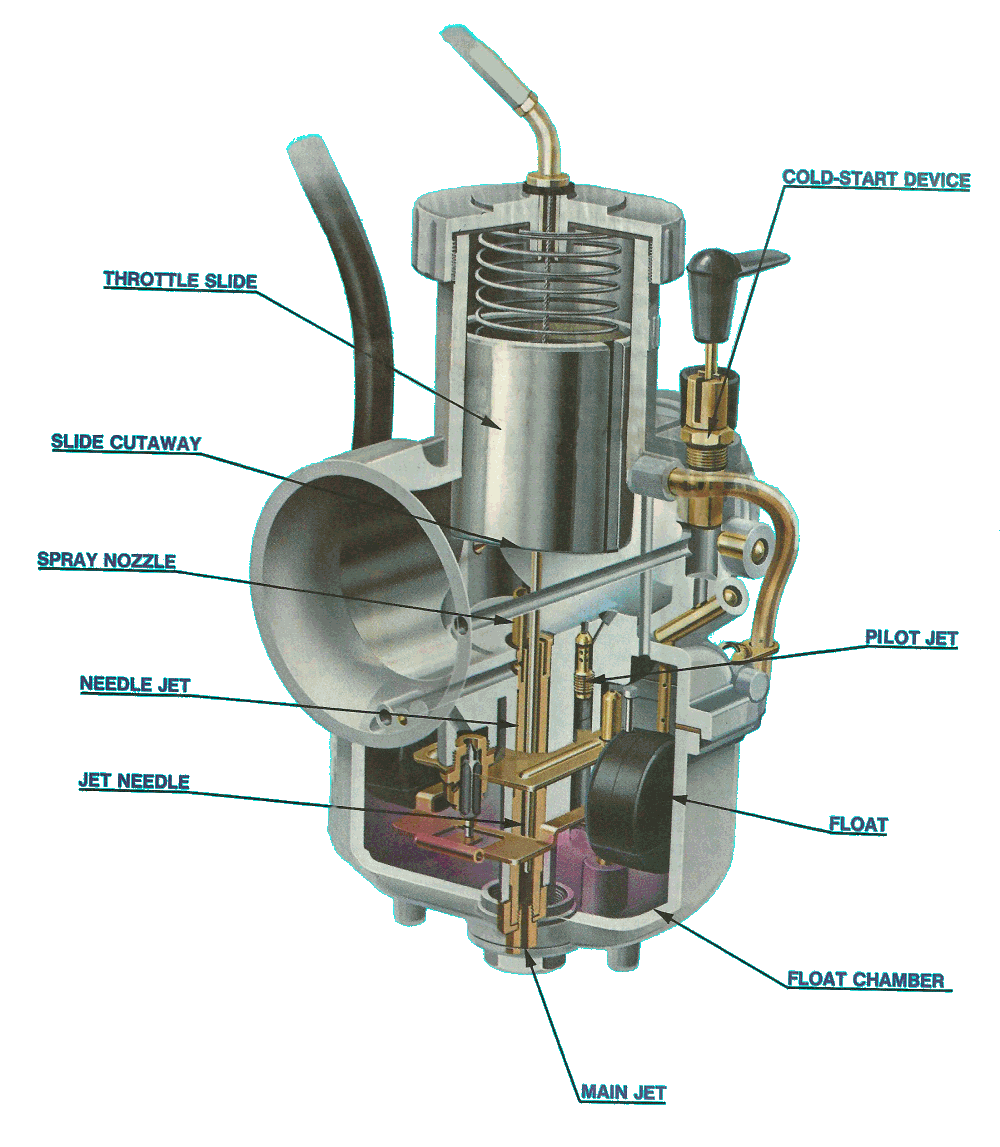 COLD-START DEVICE
THROTTLE SLIDE
SLIDE CUTAWAY
SPRAY NOZZLE
PILOT JET
NEEDLE JET
JET NEEDLE
FLOAT
FLOAT CHAMBER
MAIN JET